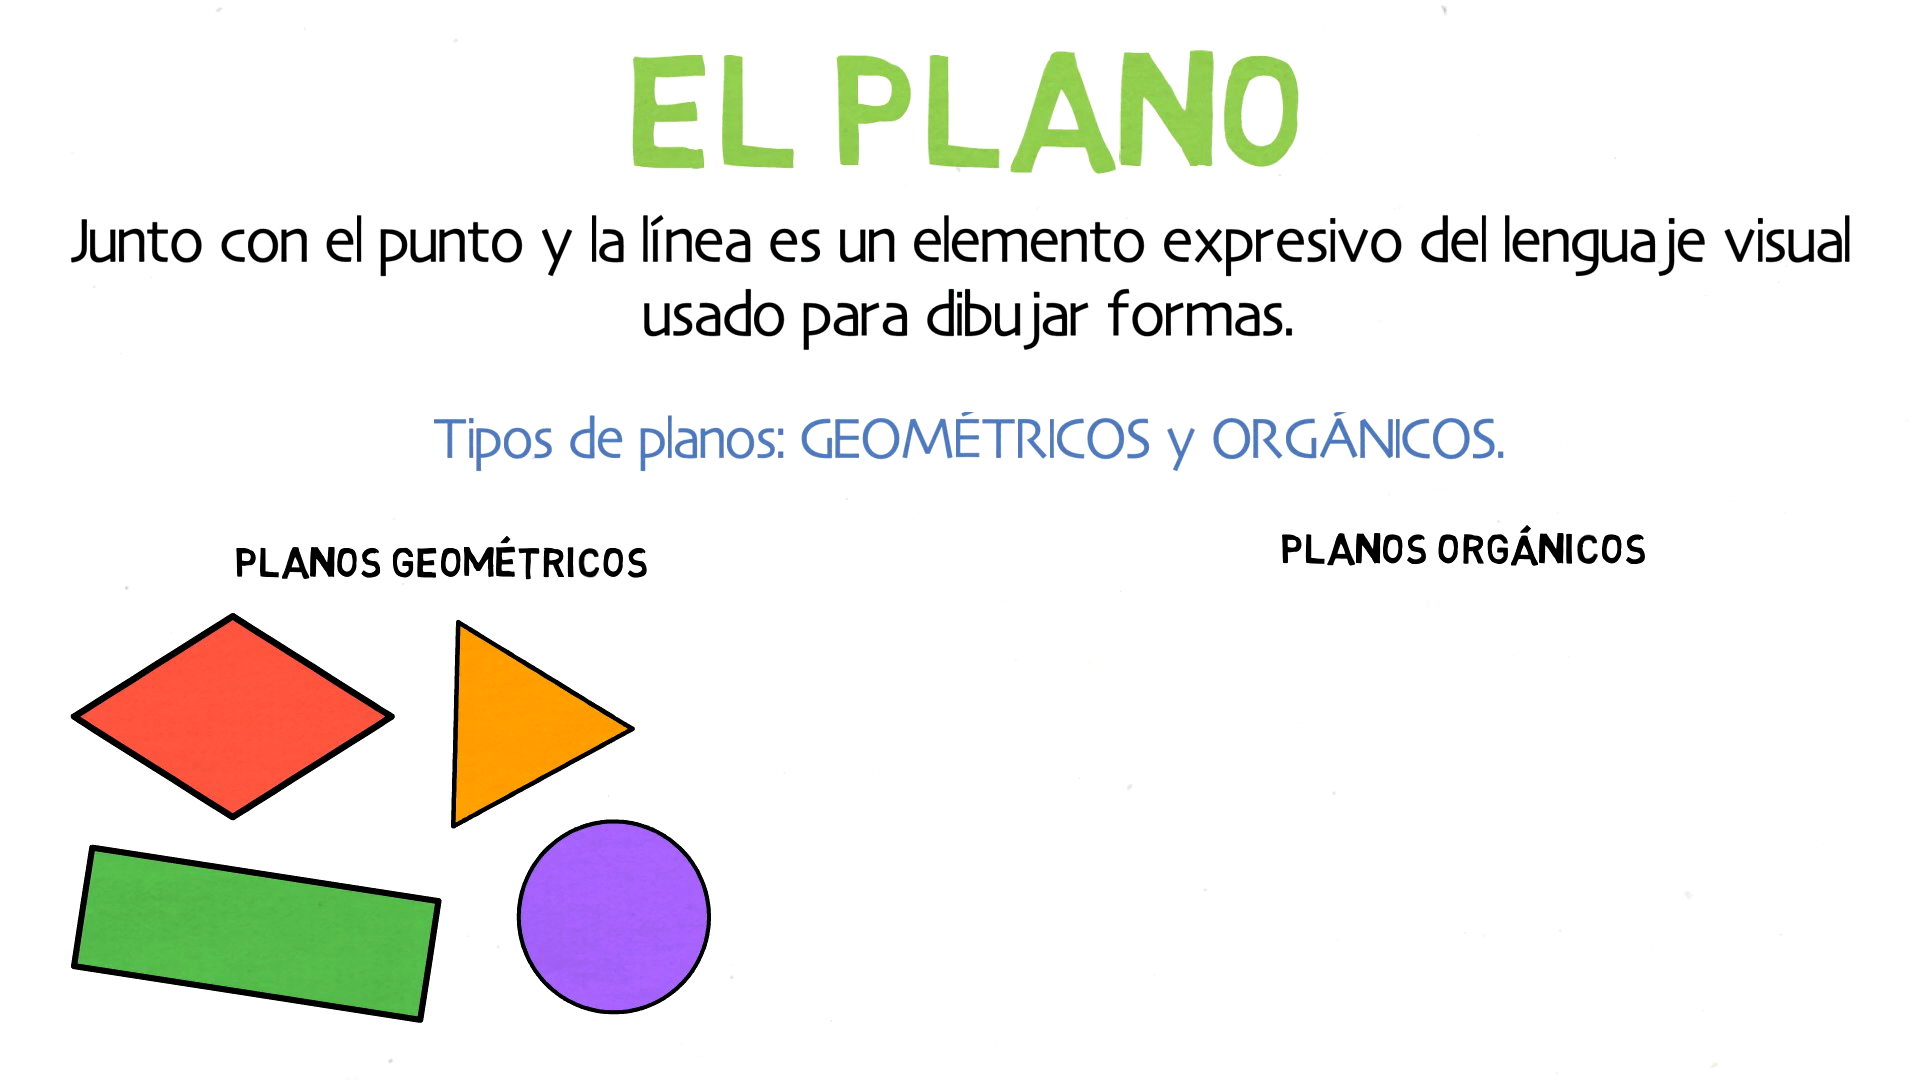 EL PLANO
Junto con el punto y la línea es un elemento expresivo del lenguaje visual
usado para dibujar formas.
Tipos de planos: GEOMÉTRICOS y ORGÁNICOS.
PLANOS GEOMÉTRICOS
PLANOS ORGÁNICOS